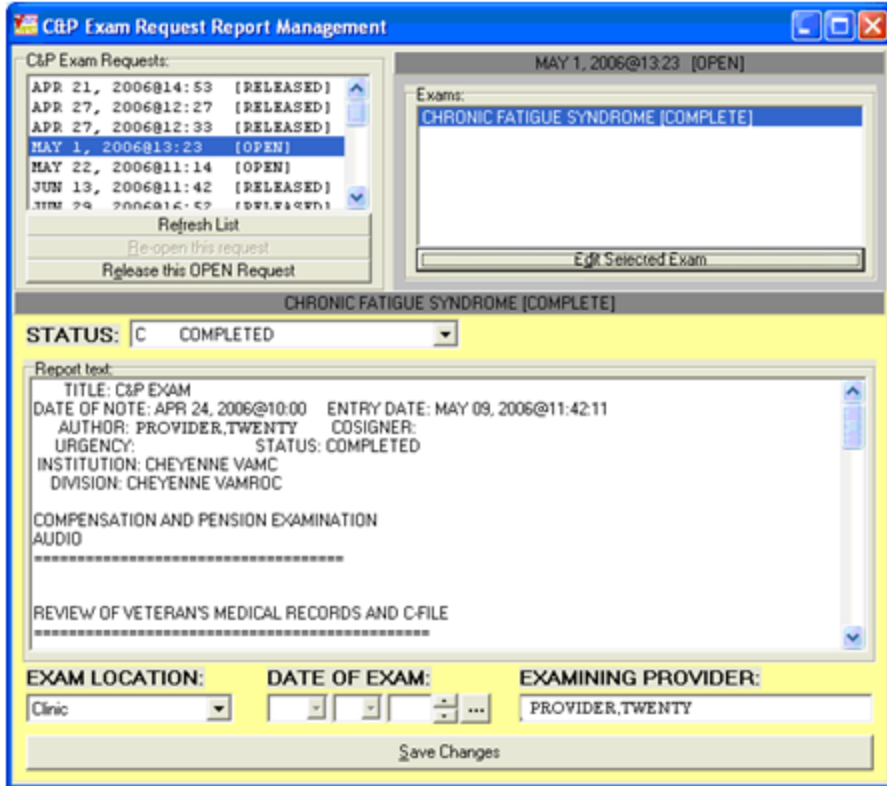 C&P Exam Request Report Management
C&P Exam Requests:
APR 21, 2006@14:53 [RELEASED]
APR 27, 2006@12:27 [RELEASED]
APR 27, 2006@12:33 [RELEASED]
MAY 1, 2006@13:23 [OPEN]
MAY 22, 2006@11:14 [OPEN]
JUN 13, 2006@11:42 [RELEASED]
JUN 29, 2006@16:52 [RELEASED]
Refresh List
Re-open this request
Release this OPEN Request
MAY 1, 2006@13:23 [OPEN]
Exams:
CHRONIC FATIGUE SYNDROME [COMPLETE]
Edit Selected Exam
CHRONIC FATIGUE SYNDROME [COMPLETE]
STATUS: C COMPLETED
Report text:
TITLE: C&P EXAM
DATE OF NOTE: APR 24, 2006@10:00 ENTRY DATE: MAY 09, 2006@11:42:11
AUTHOR: PROVIDER,TWENTY COSIGNER:
URGENCY: STATUS: COMPLETED
INSTITUTION: CHEYENNE VAMC
DIVISION: CHEYENNE VAMROC
COMPENSATION AND PENSION EXAMINATION
AUDIO
====================================
REVIEW OF VETERAN'S MEDICAL RECORDS AND C-FILE
==============================================
EXAM LOCATION: DATE OF EXAM: EXAMINING PROVIDER:
Clinic ... PROVIDER,TWENTY
Save Changes